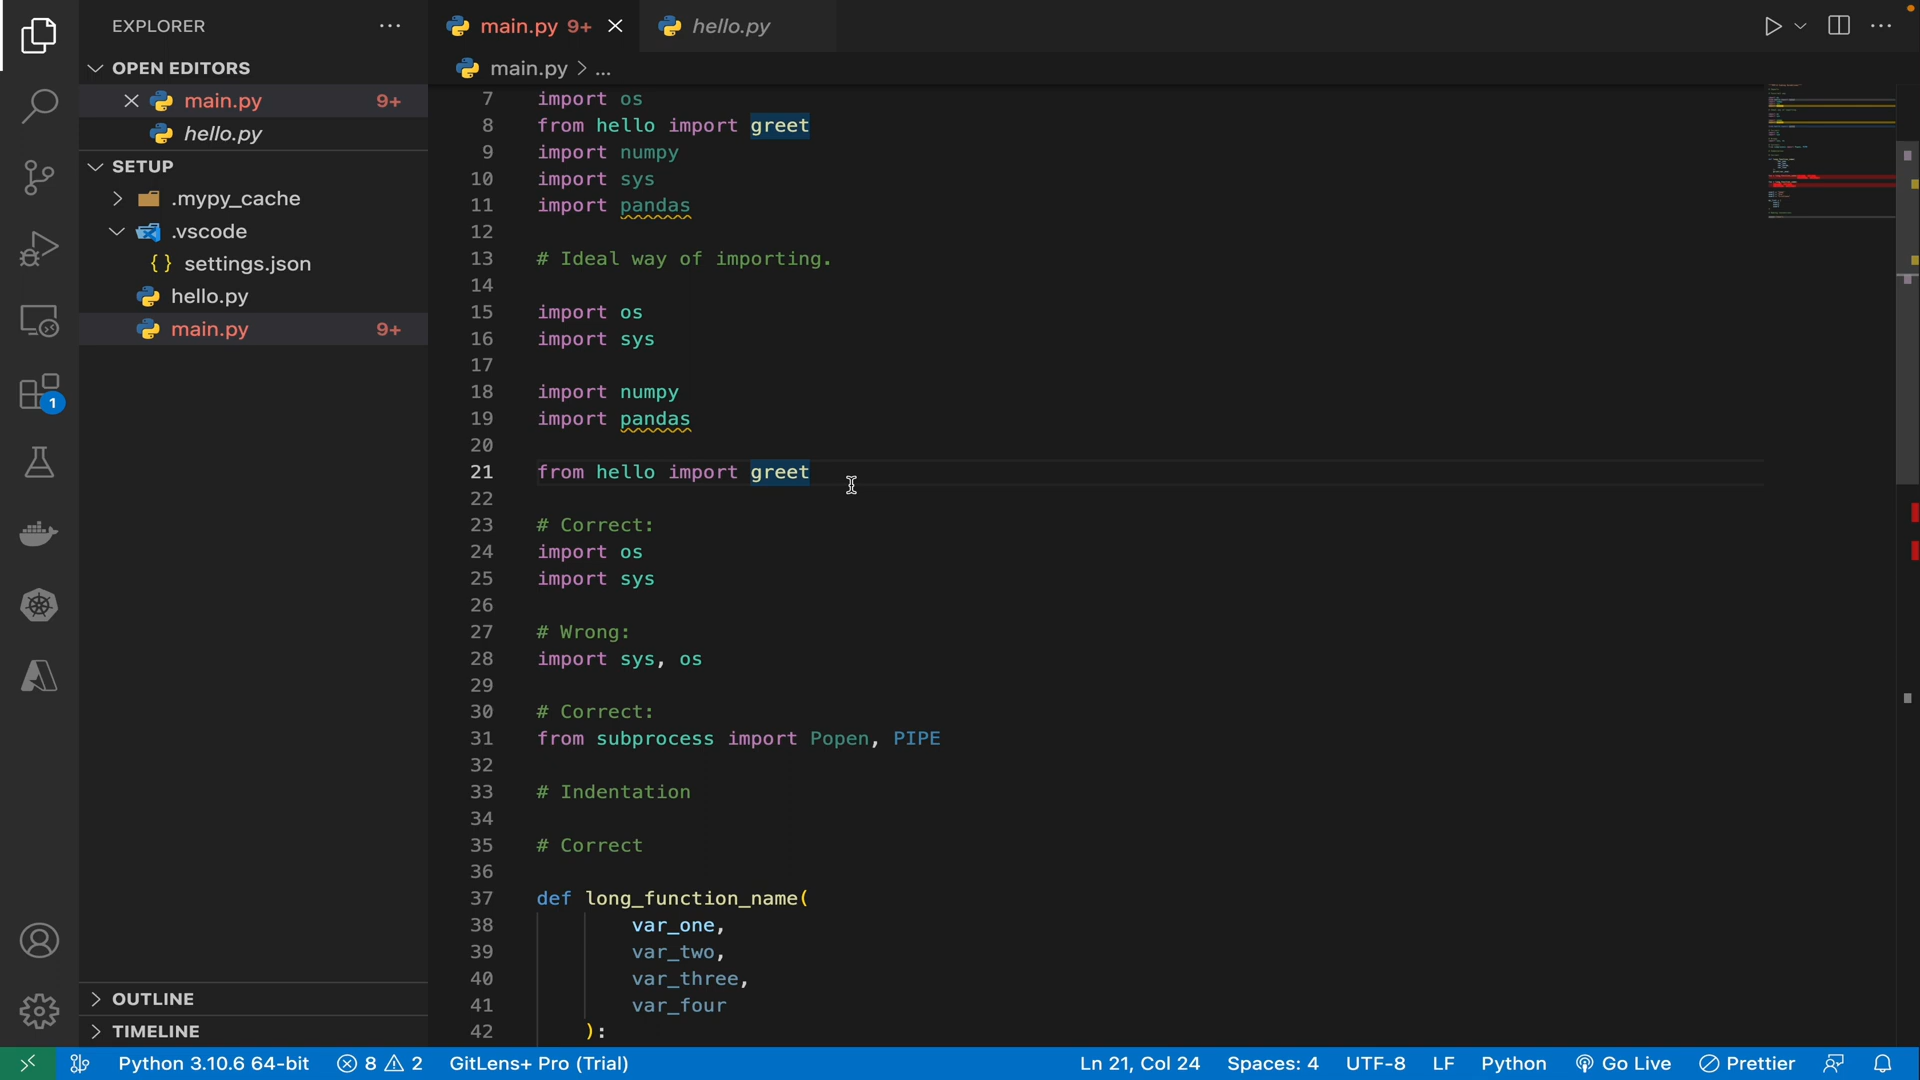 EXPLORER
OPEN EDITORS
main.py 9+
hello.py
SETUP
.mypy_cache
.vscode
{ } settings.json
hello.py
main.py 9+
OUTLINE
TIMELINE
1
main.py 9+
hello.py
main.py > ...
7 import os
8 from hello import greet
9 import numpy
10 import sys
11 import pandas
12
13 # Ideal way of importing.
14
15 import os
16 import sys
17
18 import numpy
19 import pandas
20
21 from hello import greet
22
23 # Correct:
24 import os
25 import sys
26
27 # Wrong:
28 import sys, os
29
30 # Correct:
31 from subprocess import Popen, PIPE
32
33 # Indentation
34
35 # Correct
36
37 def long_function_name(
38 var_one,
39 var_two,
40 var_three,
41 var_four
42 ):
Python 3.10.6 64-bit 8 2 GitLens+ Pro (Trial) Ln 21, Col 24 Spaces: 4 UTF-8 LF Python Go Live Prettier